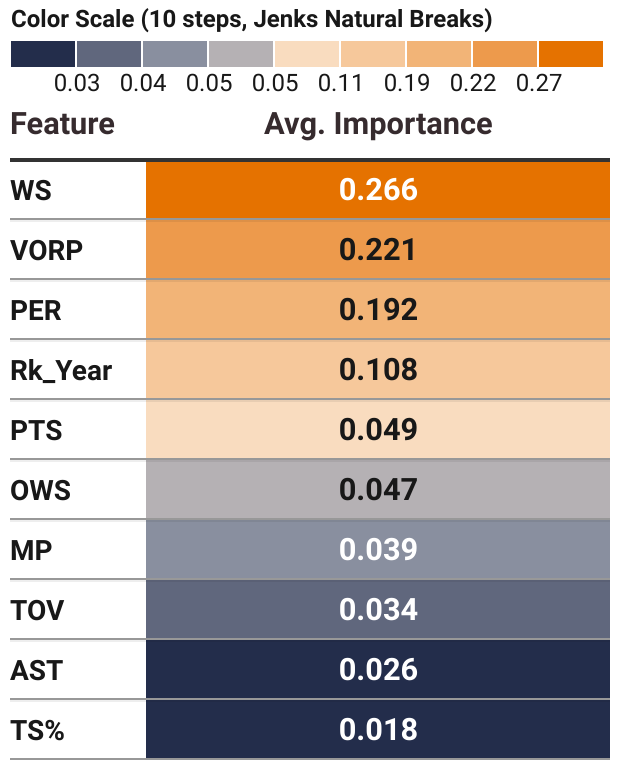 Color Scale (10 steps, Jenks Natural Breaks)
0.03 0.04 0.05 0.05 0.11 0.19 0.22 0.27
Feature Avg. Importance
WS 0.266
VORP 0.221
PER 0.192
Rk_Year 0.108
PTS 0.049
OWS 0.047
MP 0.039
TOV 0.034
AST 0.026
TS% 0.018